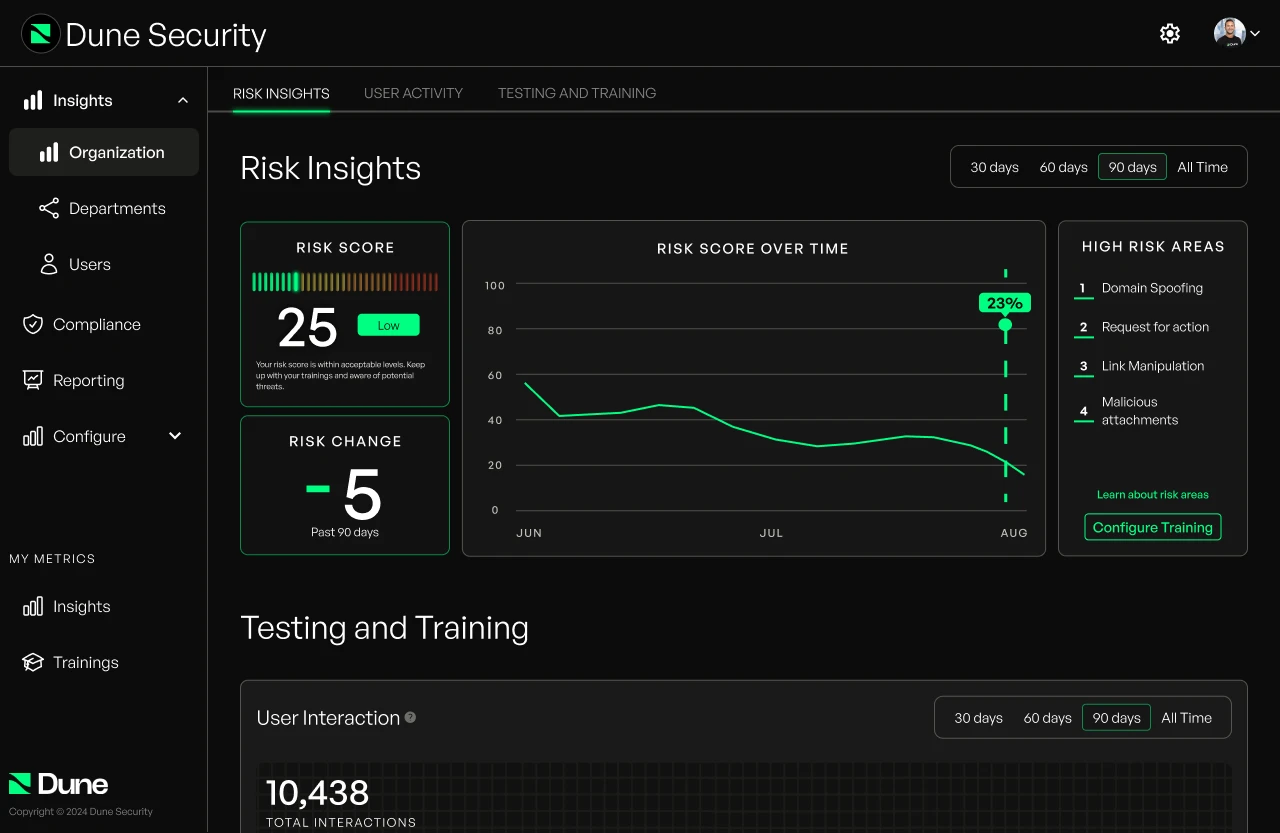 Dune Security
Insights
Organization
Departments
Users
Compliance
Reporting
Configure
MY METRICS
Insights
Trainings
Dune
Copyright © 2024 Dune Security
RISK INSIGHTS USER ACTIVITY TESTING AND TRAINING
Risk Insights
30 days 60 days 90 days All Time
RISK SCORE
25 Low
Your risk score is within acceptable levels. Keep
up with your trainings and aware of potential
threats.
RISK CHANGE
- 5
Past 90 days
RISK SCORE OVER TIME
100
80
60
40
20
0
23%
JUN JUL AUG
HIGH RISK AREAS
1 Domain Spoofing
2 Request for action
3 Link Manipulation
4 Malicious
attachments
Learn about risk areas
Configure Training
Testing and Training
User Interaction ?
30 days 60 days 90 days All Time
10,438
TOTAL INTERACTIONS